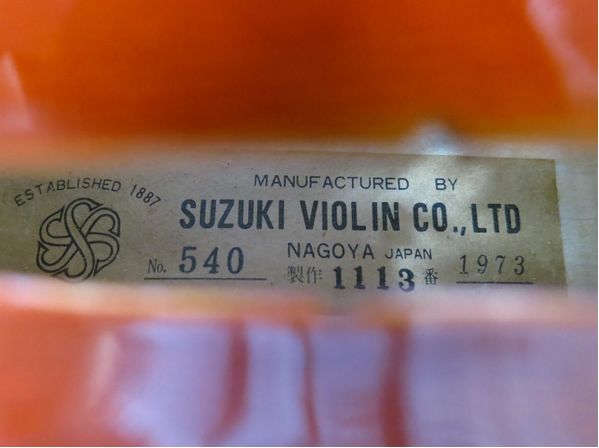 ESTABLISHED 1887
MANUFACTURED BY
SUZUKI VIOLIN CO.,LTD
NAGOYA JAPAN
No. 540
製作 1113 番 1973